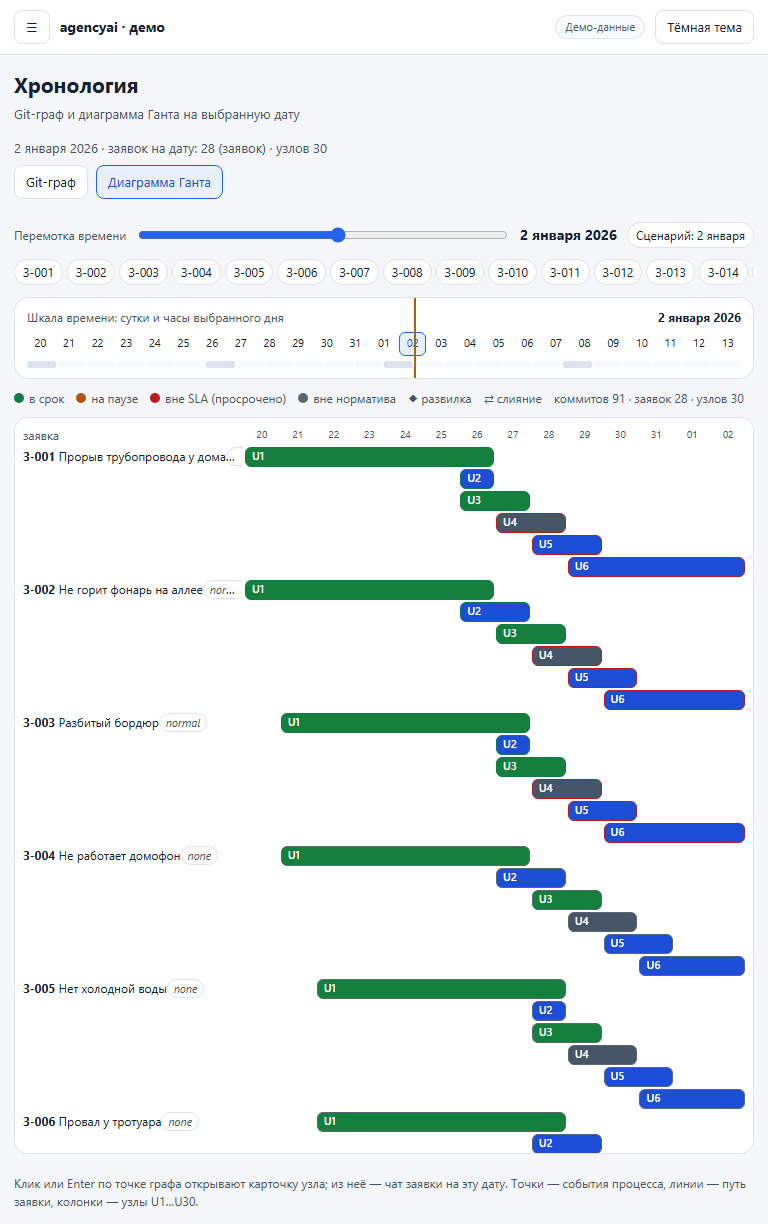 ☰ agencyai · демо Демо-данные Тёмная тема
Хронология
Git-граф и диаграмма Ганта на выбранную дату
2 января 2026 · заявок на дату: 28 (заявок) · узлов 30
Git-граф Диаграмма Ганта
Перемотка времени 2 января 2026 Сценарий: 2 января
З-001 З-002 З-003 З-004 З-005 З-006 З-007 З-008 З-009 З-010 З-011 З-012 З-013 З-014
Шкала времени: сутки и часы выбранного дня 2 января 2026
20 21 22 23 24 25 26 27 28 29 30 31 01 02 03 04 05 06 07 08 09 10 11 12 13
в срок на паузе вне SLA (просрочено) вне норматива ◆ развилка ⇄ слияние коммитов 91 · заявок 28 · узлов 30
заявка 20 21 22 23 24 25 26 27 28 29 30 31 01 02
З-001 Прорыв трубопровода у дома… U1
U2
U3
U4
U5
U6
З-002 Не горит фонарь на аллее nor… U1
U2
U3
U4
U5
U6
З-003 Разбитый бордюр normal U1
U2
U3
U4
U5
U6
З-004 Не работает домофон none U1
U2
U3
U4
U5
U6
З-005 Нет холодной воды none U1
U2
U3
U4
U5
U6
З-006 Провал у тротуара none U1
U2
Клик или Enter по точке графа открывают карточку узла; из неё — чат заявки на эту дату. Точки — события процесса, линии — путь
заявки, колонки — узлы U1…U30.